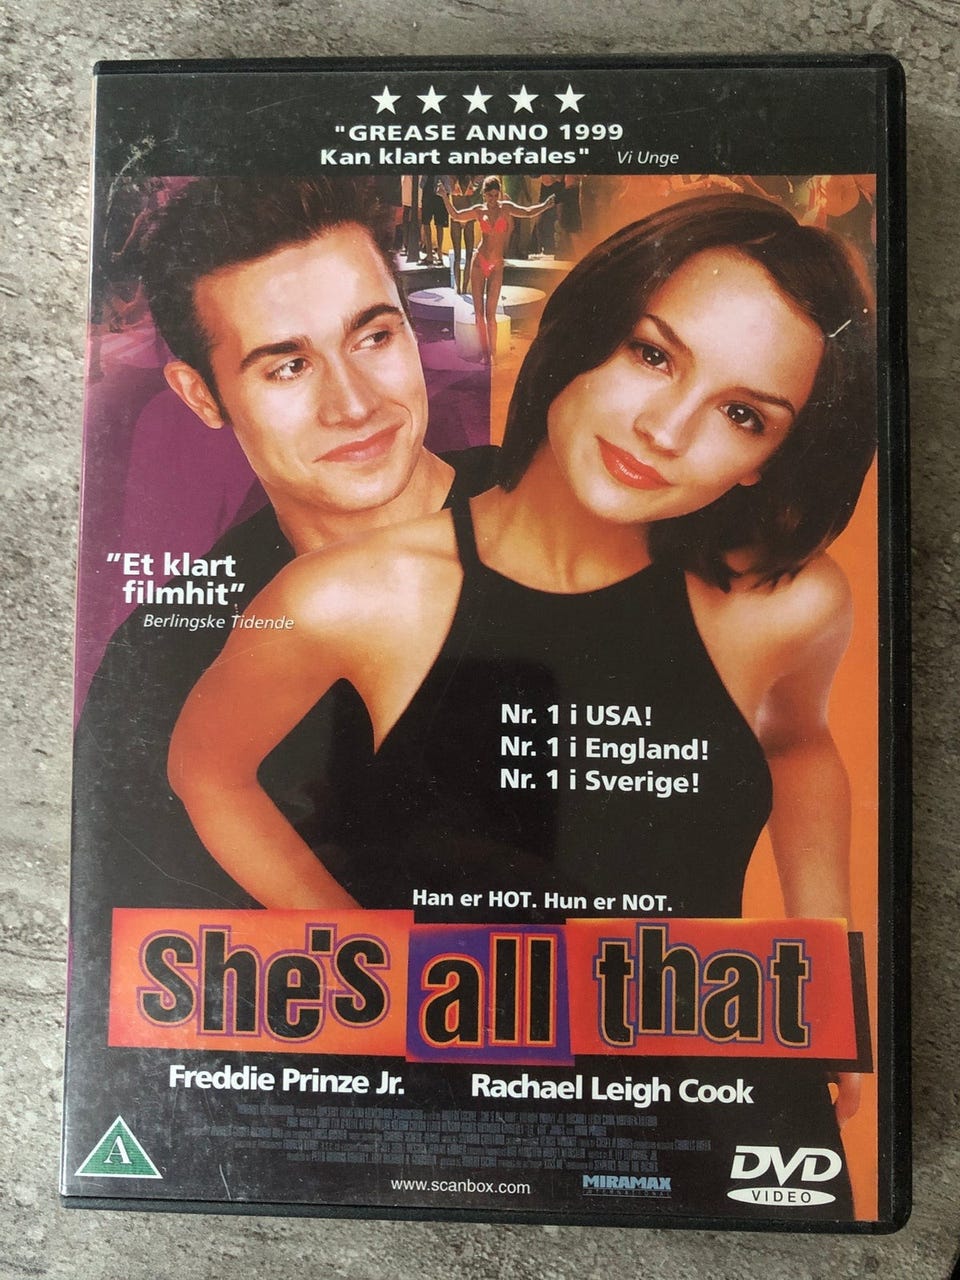 ★★★★★
"GREASE ANNO 1999
Kan klart anbefales" Vi Unge
"Et klart
filmhit"
Berlingske Tidende
Nr. 1 i USA!
Nr. 1 i England!
Nr. 1 i Sverige!
Han er HOT. Hun er NOT.
she's all that
Freddie Prinze Jr. Rachael Leigh Cook
A
www.scanbox.com
MIRAMAX
INTERNATIONAL
DVD
VIDEO